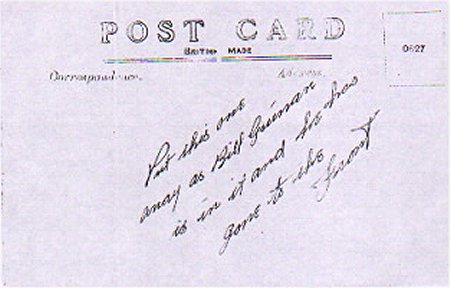 POST CARD
BRITISH MADE
Correspondence.
Address.
0627
Put this one
away as Bill
is in it and he has
gone to the
Front